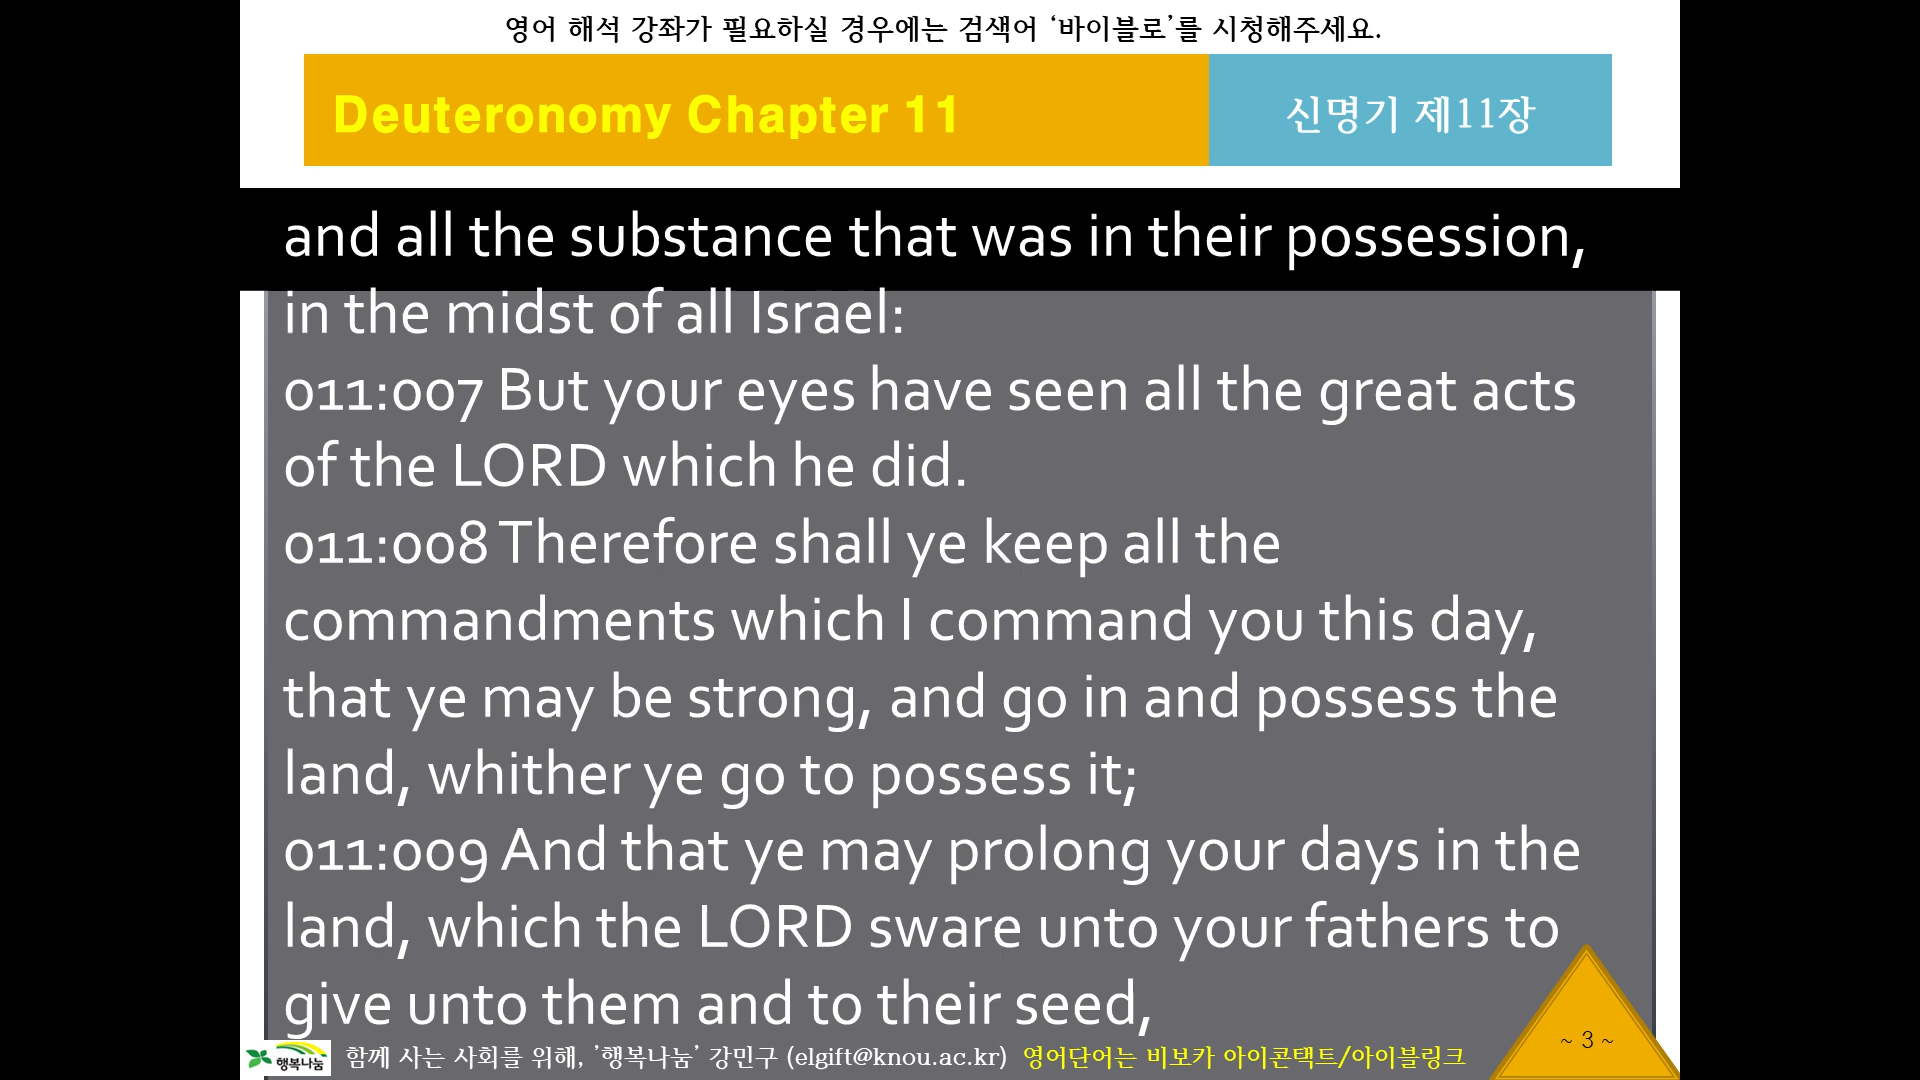 영어 해석 강좌가 필요하실 경우에는 검색어 ‘바이블로’를 시청해주세요.
Deuteronomy Chapter 11
신명기 제11장
and all the substance that was in their possession,
in the midst of all Israel:
011:007 But your eyes have seen all the great acts
of the LORD which he did.
011:008 Therefore shall ye keep all the
commandments which I command you this day,
that ye may be strong, and go in and possess the
land, whither ye go to possess it;
011:009 And that ye may prolong your days in the
land, which the LORD sware unto your fathers to
give unto them and to their seed,
~ 3 ~
행복나눔 함께 사는 사회를 위해, ’행복나눔’ 강민구 (elgift@knou.ac.kr) 영어단어는 비보카 아이콘택트/아이블링크